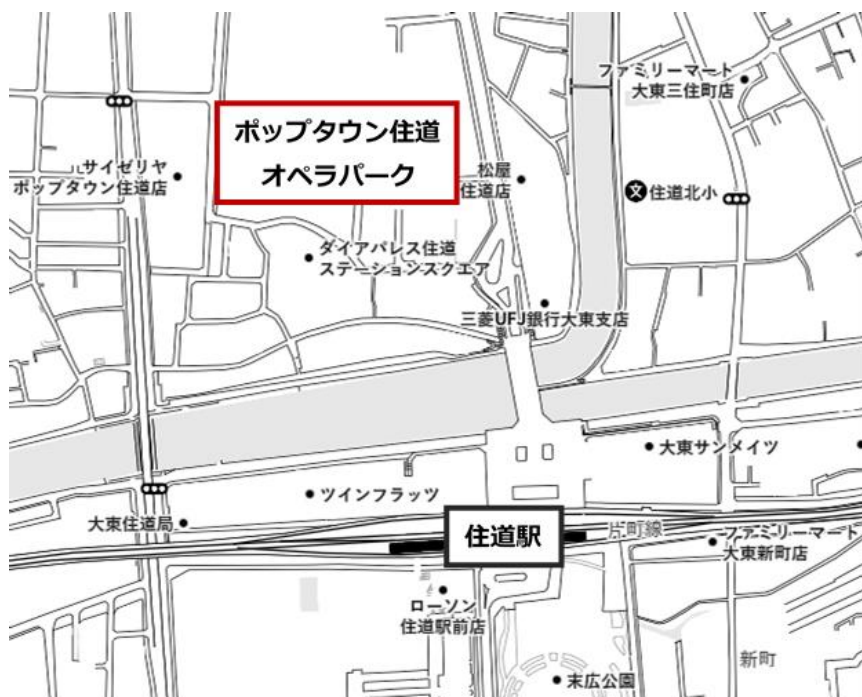 ファミリーマート
大東三住町店
ポップタウン住道
オペラパーク
サイゼリヤ
ポップタウン住道店
松屋
住道店
住道北小
ダイアパレス住道
ステーションスクエア
三菱UFJ銀行大東支店
大東サンメイツ
ツインフラッツ
大東住道局
住道駅
片町線
ファミリーマート
大東新町店
ローソン
住道駅前店
新町
末広公園